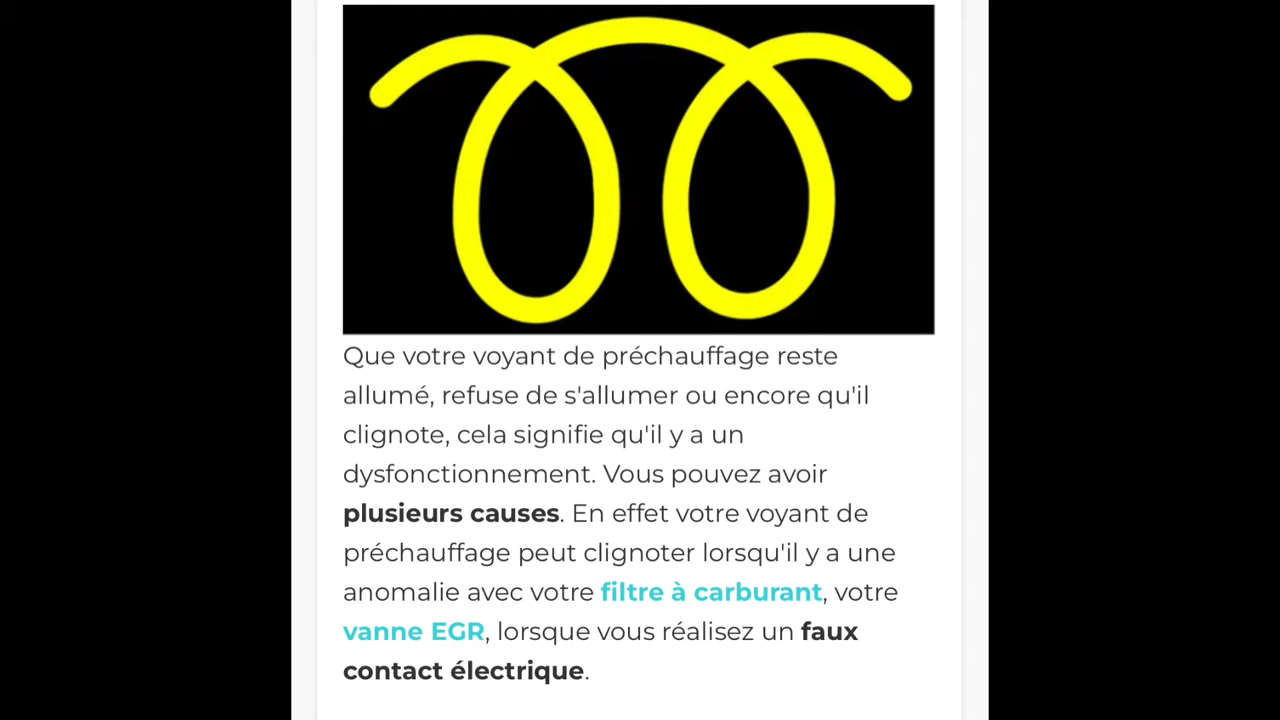 Que votre voyant de préchauffage reste
allumé, refuse de s'allumer ou encore qu'il
clignote, cela signifie qu'il y a un
dysfonctionnement. Vous pouvez avoir
plusieurs causes. En effet votre voyant de
préchauffage peut clignoter lorsqu'il y a une
anomalie avec votre filtre à carburant, votre
vanne EGR, lorsque vous réalisez un faux
contact électrique.